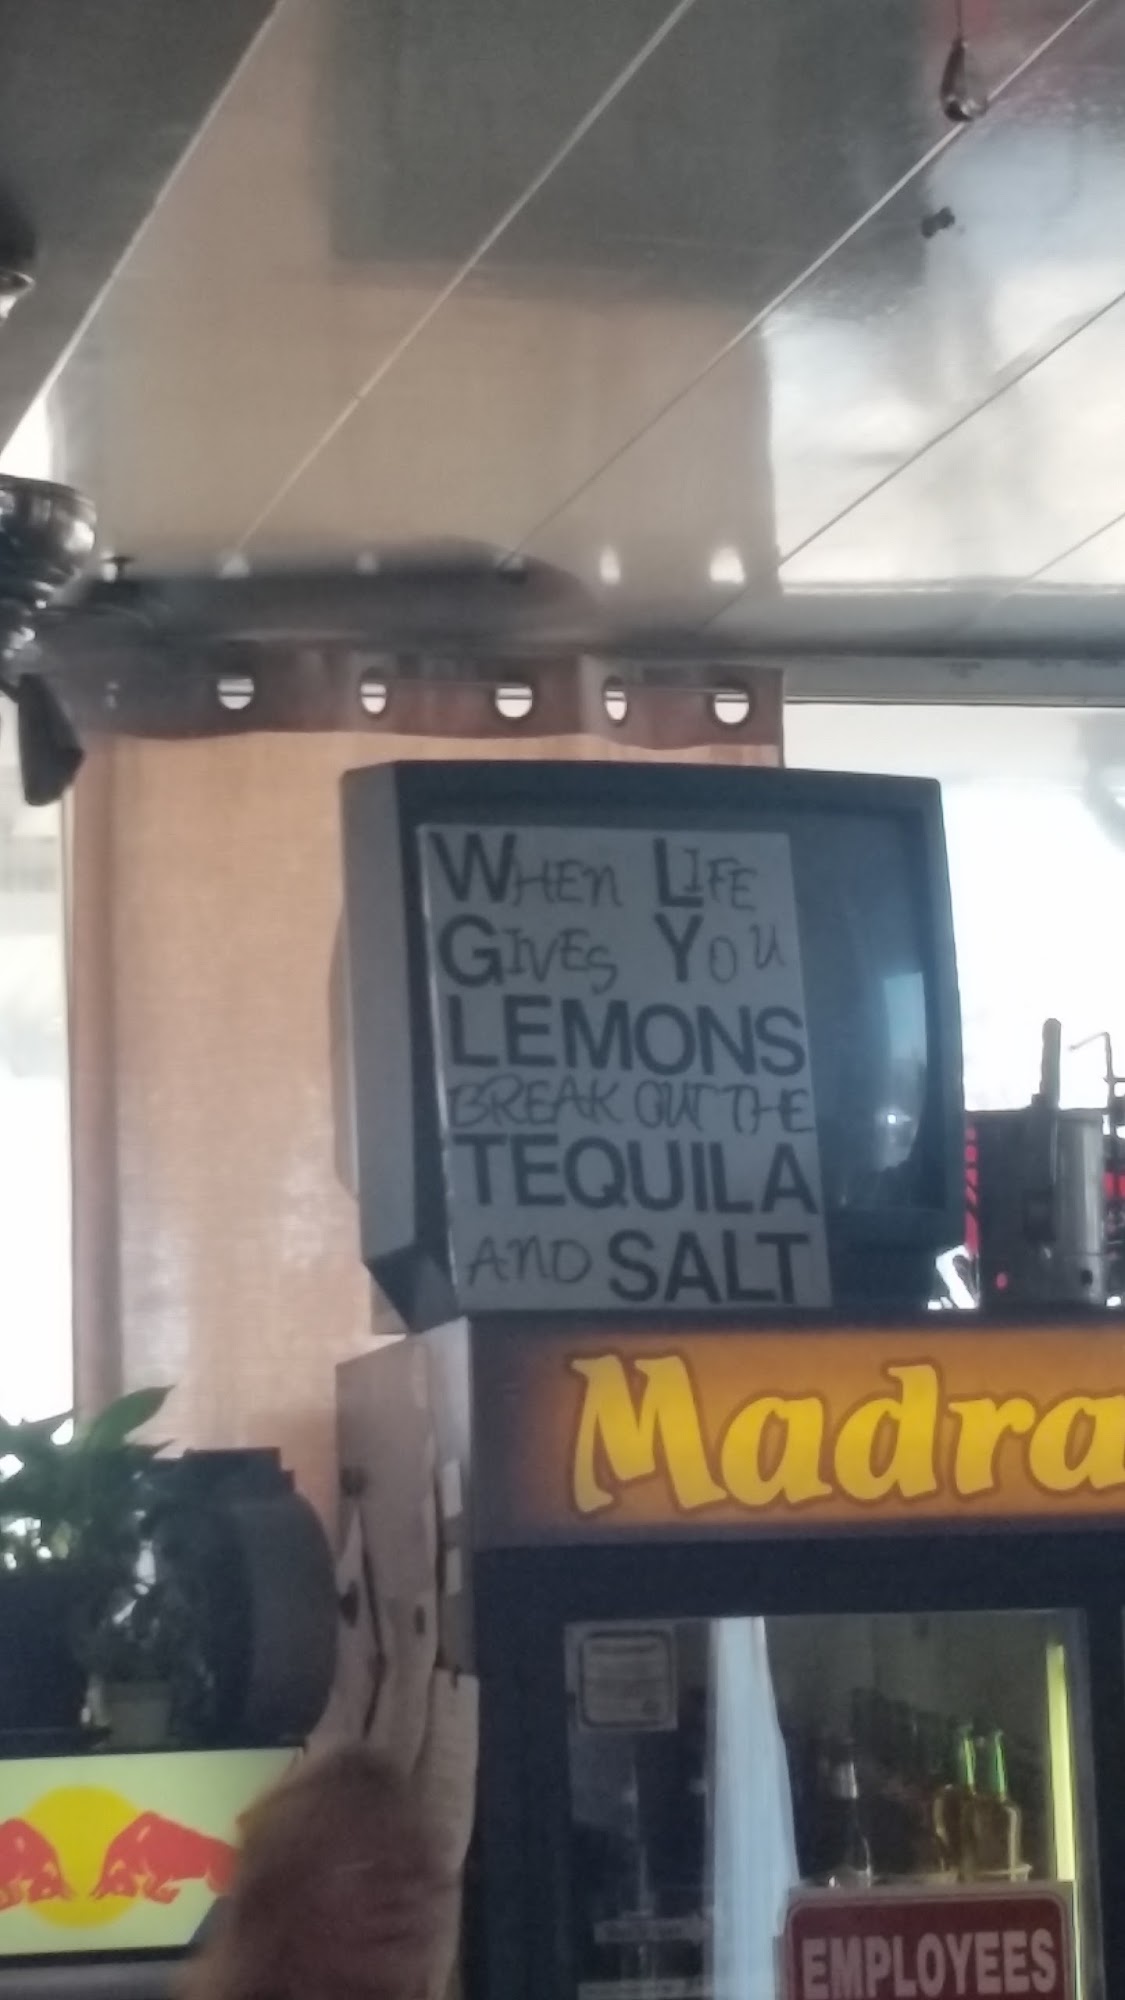 When Life
Gives You
LEMONS
BREAK OUT THE
TEQUILA
AND SALT
Madra
EMPLOYEES